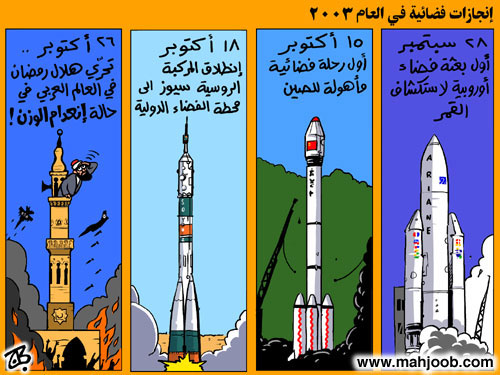 إنجازات فضائية في العام ٢٠٠٣
٢٨ سبتمبر
أول بعثة فضاء
أوروبية لاستكشاف
القمر
ARIANE
١٥ أكتوبر
أول رحلة فضائية
مأهولة للصين
١٨ أكتوبر
إنطلاق المركبة
الروسية سيوز الى
محطة الفضاء الدولية
٢٦ أكتوبر ..
تحرّي هلال رمضان
في العالم العربي في
حالة إنعدام الوزن!
www.mahjoob.com